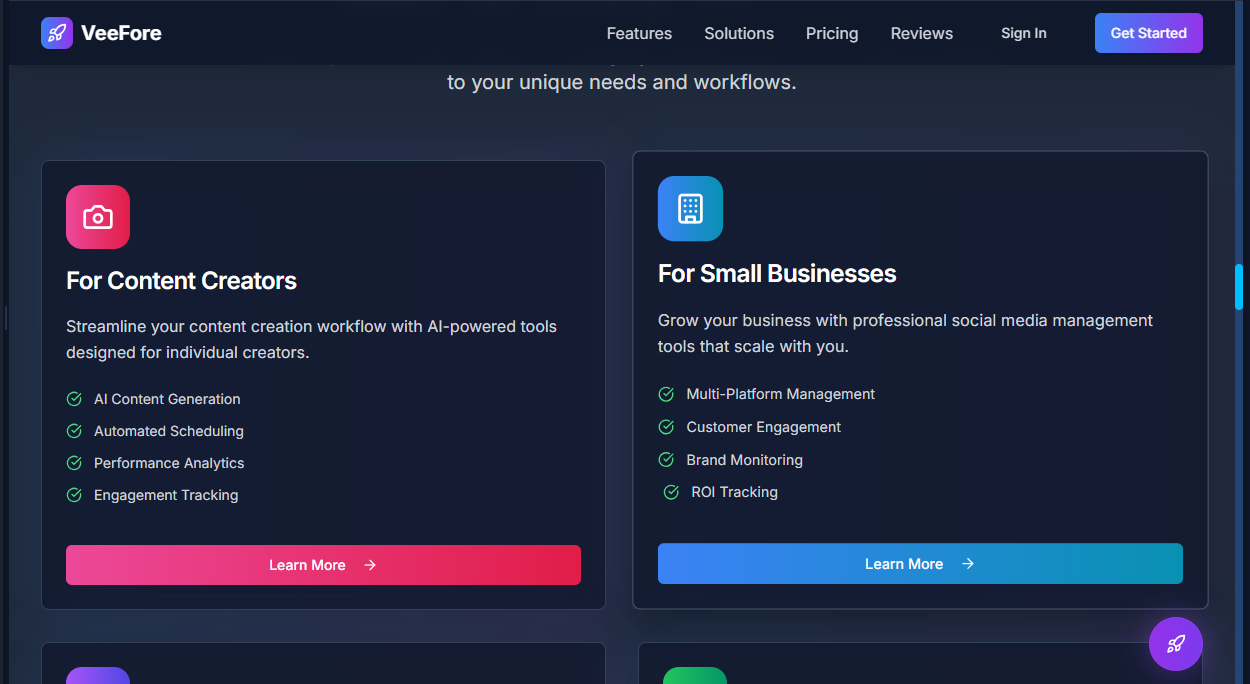 VeeFore
Features
Solutions
Pricing
Reviews
Sign In
Get Started
to your unique needs and workflows.
For Content Creators
Streamline your content creation workflow with AI-powered tools
designed for individual creators.
AI Content Generation
Automated Scheduling
Performance Analytics
Engagement Tracking
Learn More
For Small Businesses
Grow your business with professional social media management
tools that scale with you.
Multi-Platform Management
Customer Engagement
Brand Monitoring
ROI Tracking
Learn More